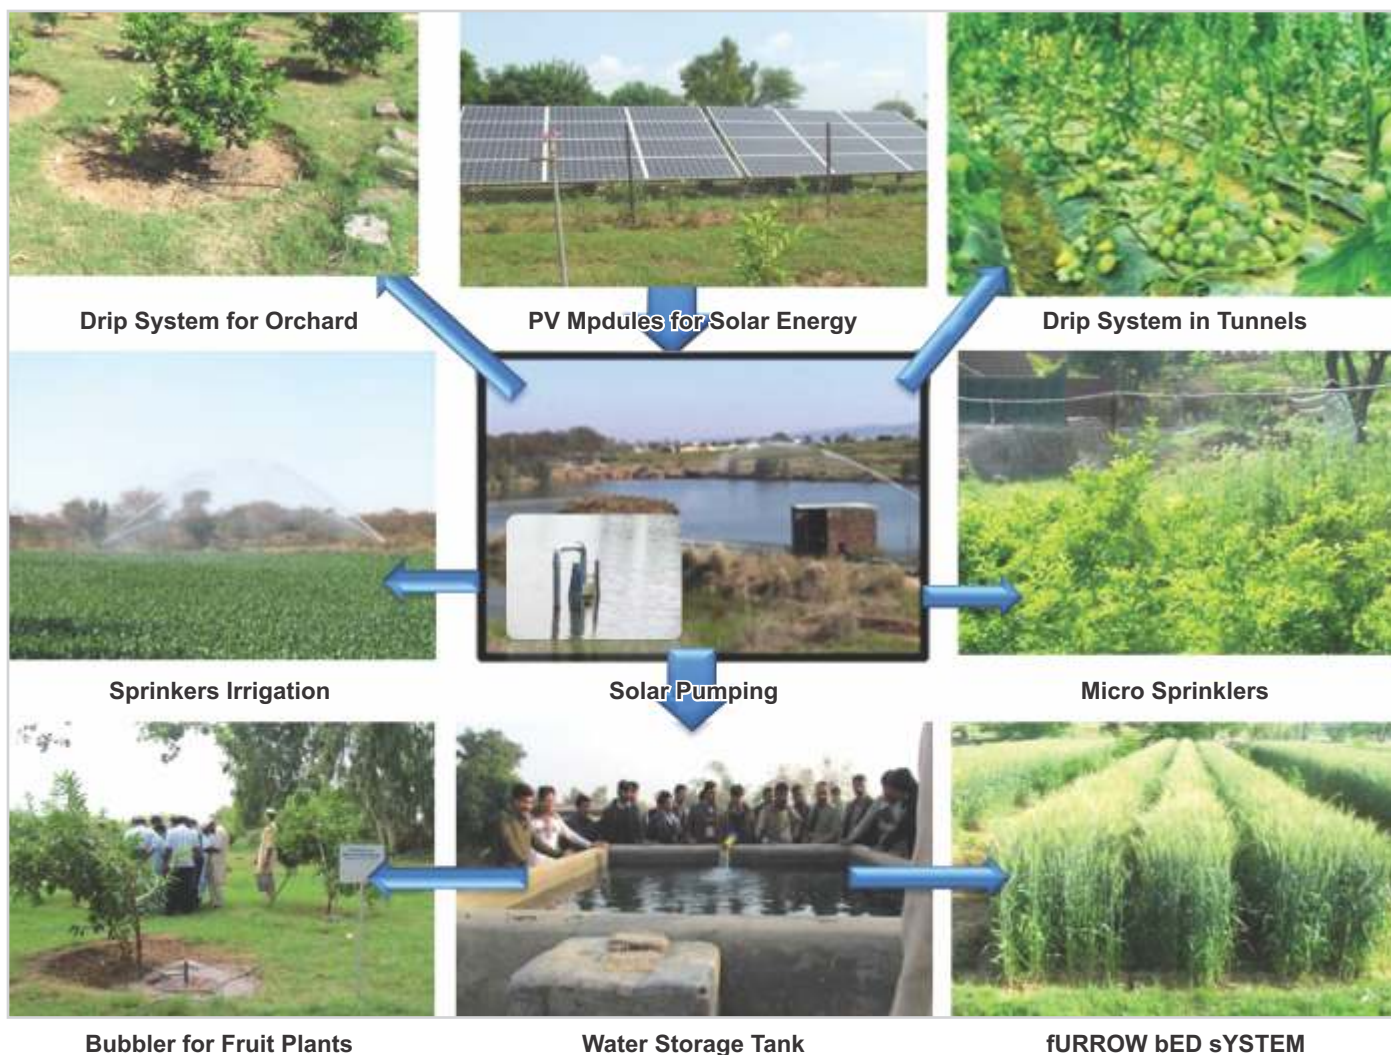 Drip System for Orchard
PV Mpdules for Solar Energy
Drip System in Tunnels
Sprinkers Irrigation
Solar Pumping
Micro Sprinklers
Bubbler for Fruit Plants
Water Storage Tank
fURROW bED sYSTEM